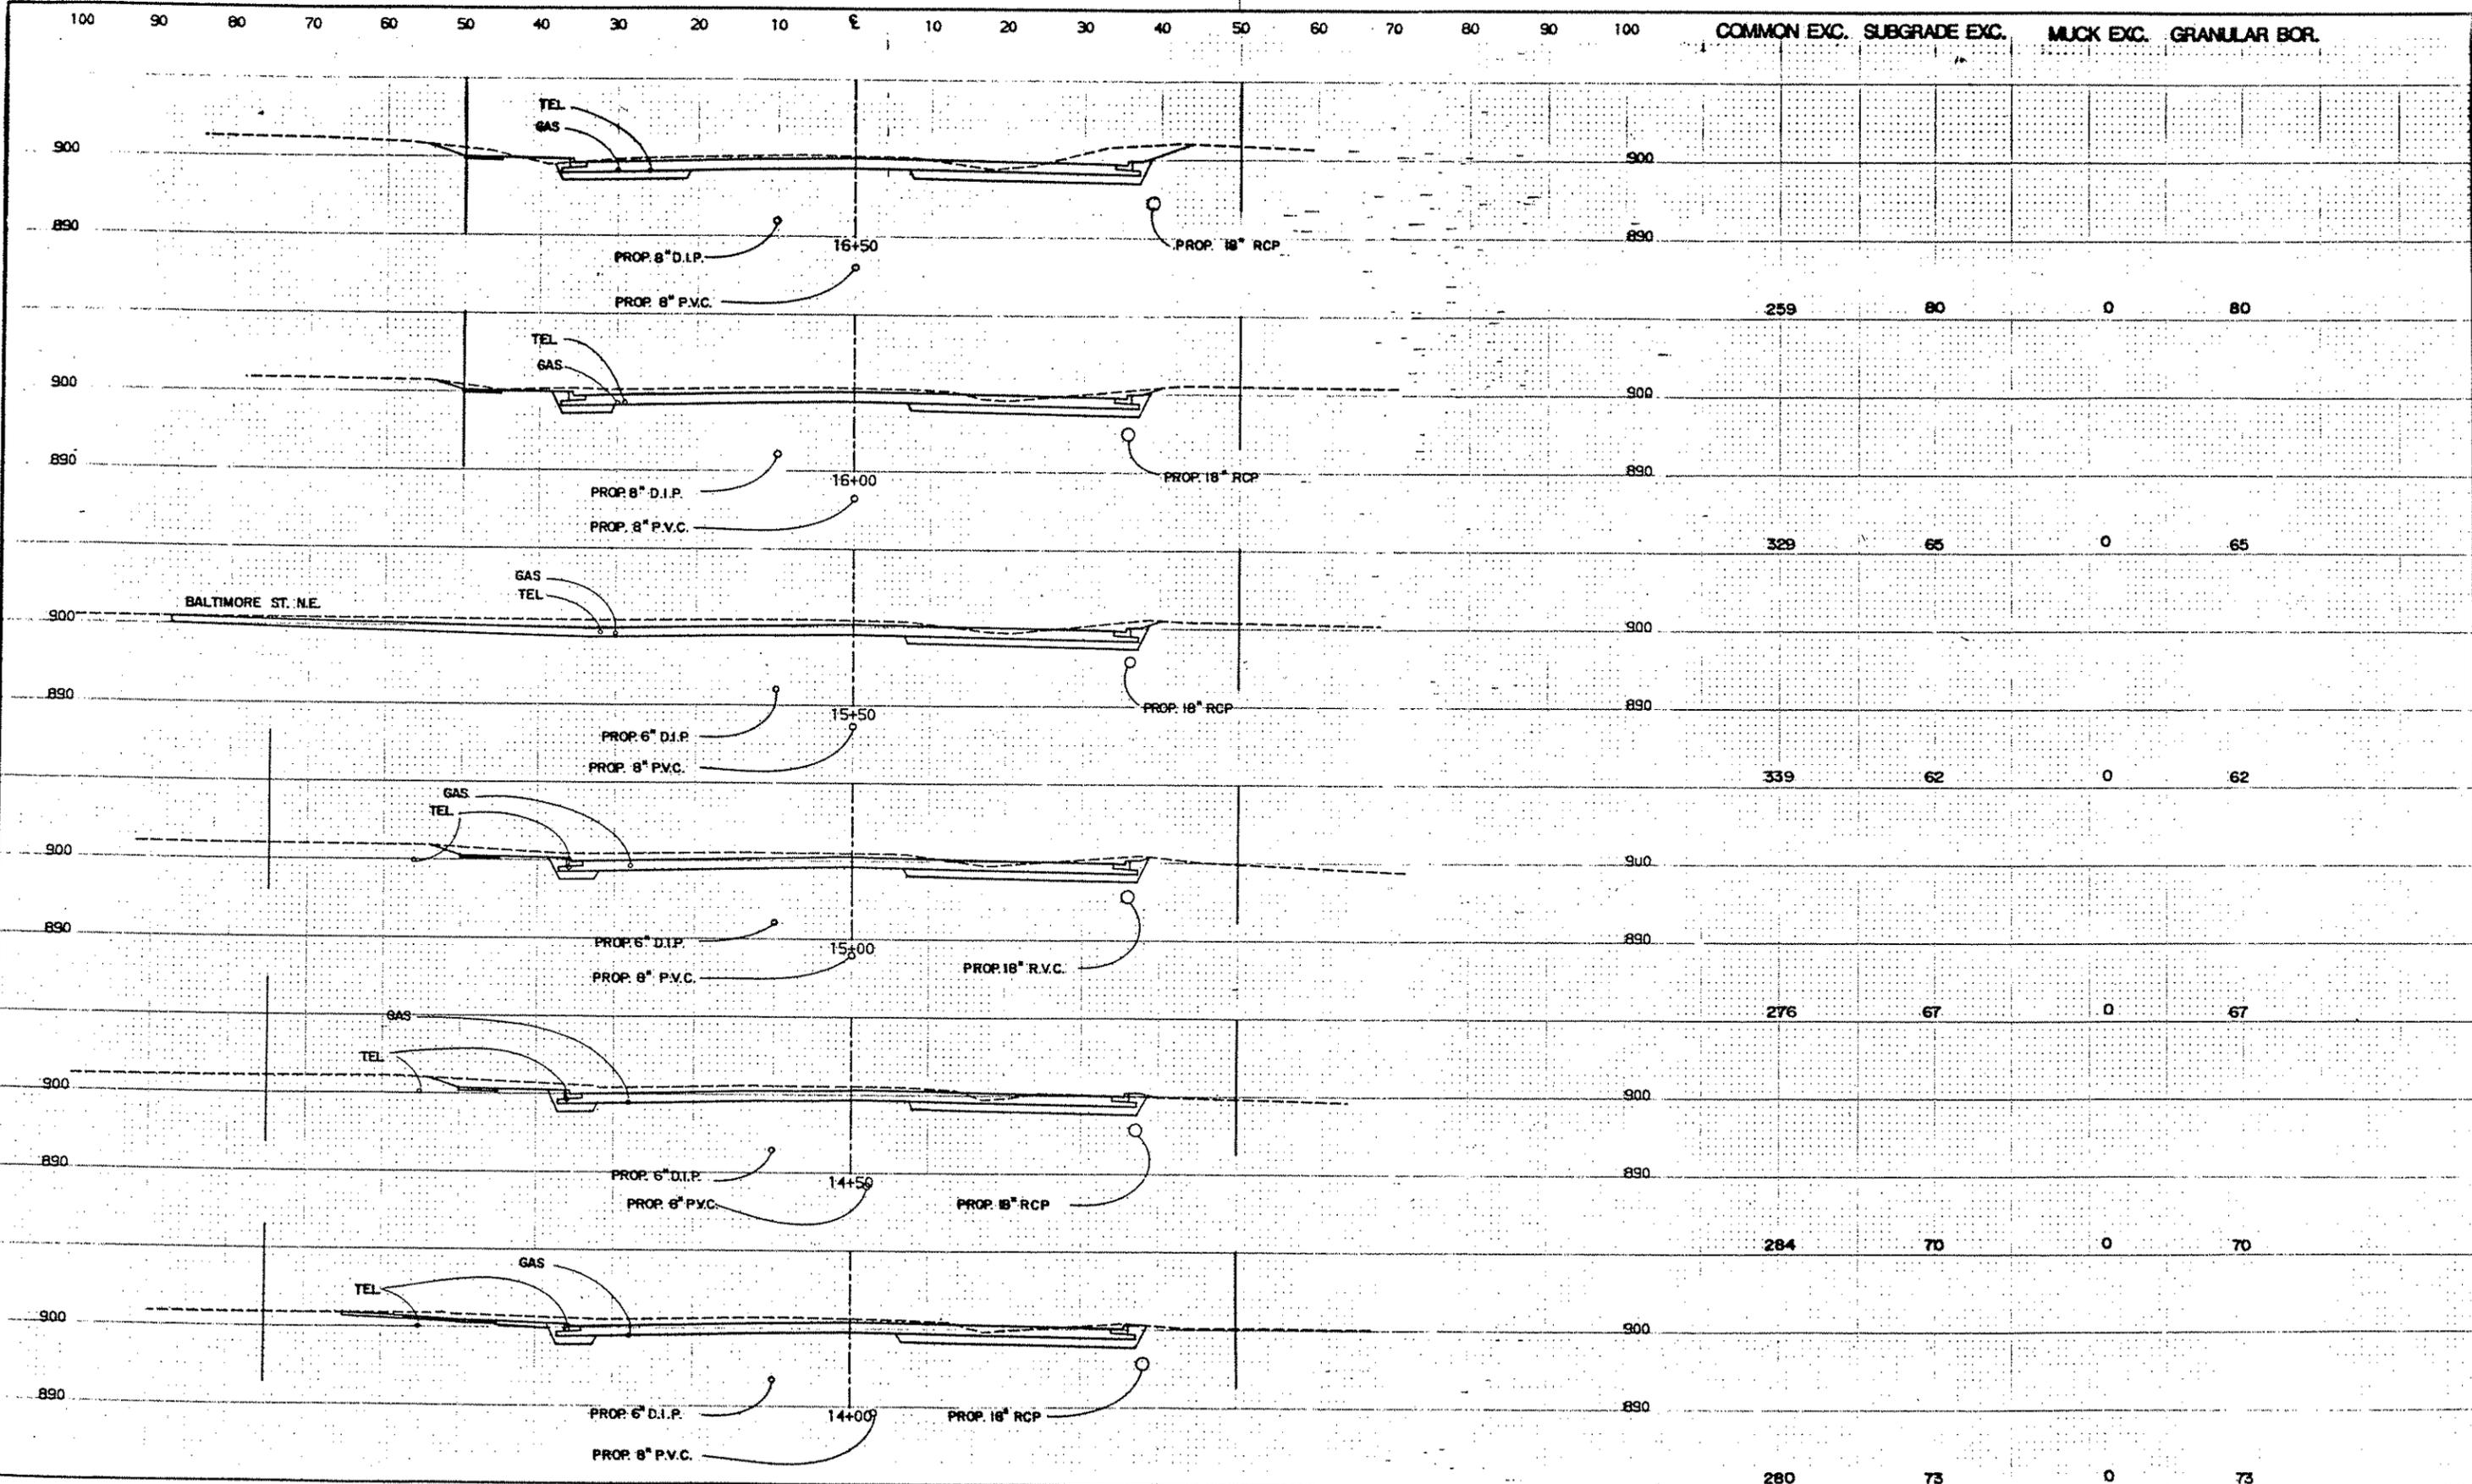 100 90 80 70 60 50 40 30 20 10 ℄ 10 20 30 40 50 60 70 80 90 100 COMMON EXC. SUBGRADE EXC. MUCK EXC. GRANULAR BOR.
TEL
GAS
900 900
890 16+50 890
PROP. 8" D.I.P. PROP. 18" RCP
PROP. 8" P.V.C.
259 80 0 80
TEL
GAS
900 900
890 16+00 890
PROP. 8" D.I.P. PROP. 18" RCP
PROP. 8" P.V.C.
329 65 0 65
GAS
TEL
BALTIMORE ST. N.E.
900 900
890 15+50 890
PROP. 18" RCP
PROP. 6" D.I.P.
PROP. 8" P.V.C.
339 62 0 62
GAS
TEL
900 900
890 15+00 890
PROP. 6" D.I.P.
PROP. 18" R.V.C.
PROP. 8" P.V.C.
276 67 0 67
GAS
TEL
900 900
890 890
PROP. 6" D.I.P. 14+50
PROP. 8" P.V.C. PROP. 18" RCP
284 70 0 70
GAS
TEL
900 900
890 890
PROP. 6" D.I.P. 14+00 PROP. 18" RCP
PROP. 8" P.V.C.
280 73 0 73